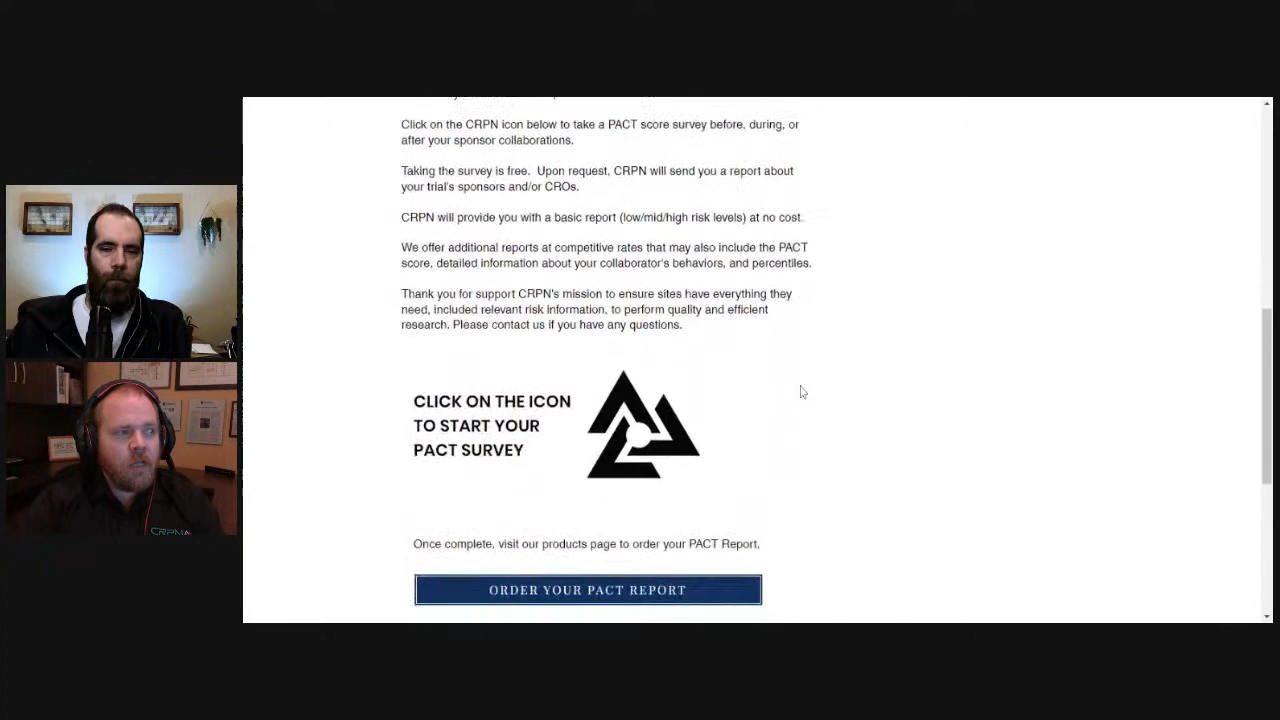 Click on the CRPN icon below to take a PACT score survey before, during, or
after your sponsor collaborations.
Taking the survey is free. Upon request, CRPN will send you a report about
your trial's sponsors and/or CROs.
CRPN will provide you with a basic report (low/mid/high risk levels) at no cost.
We offer additional reports at competitive rates that may also include the PACT
score, detailed information about your collaborator's behaviors, and percentiles.
Thank you for support CRPN's mission to ensure sites have everything they
need, included relevant risk information, to perform quality and efficient
research. Please contact us if you have any questions.
CLICK ON THE ICON
TO START YOUR
PACT SURVEY
Once complete, visit our products page to order your PACT Report.
ORDER YOUR PACT REPORT
CRPN